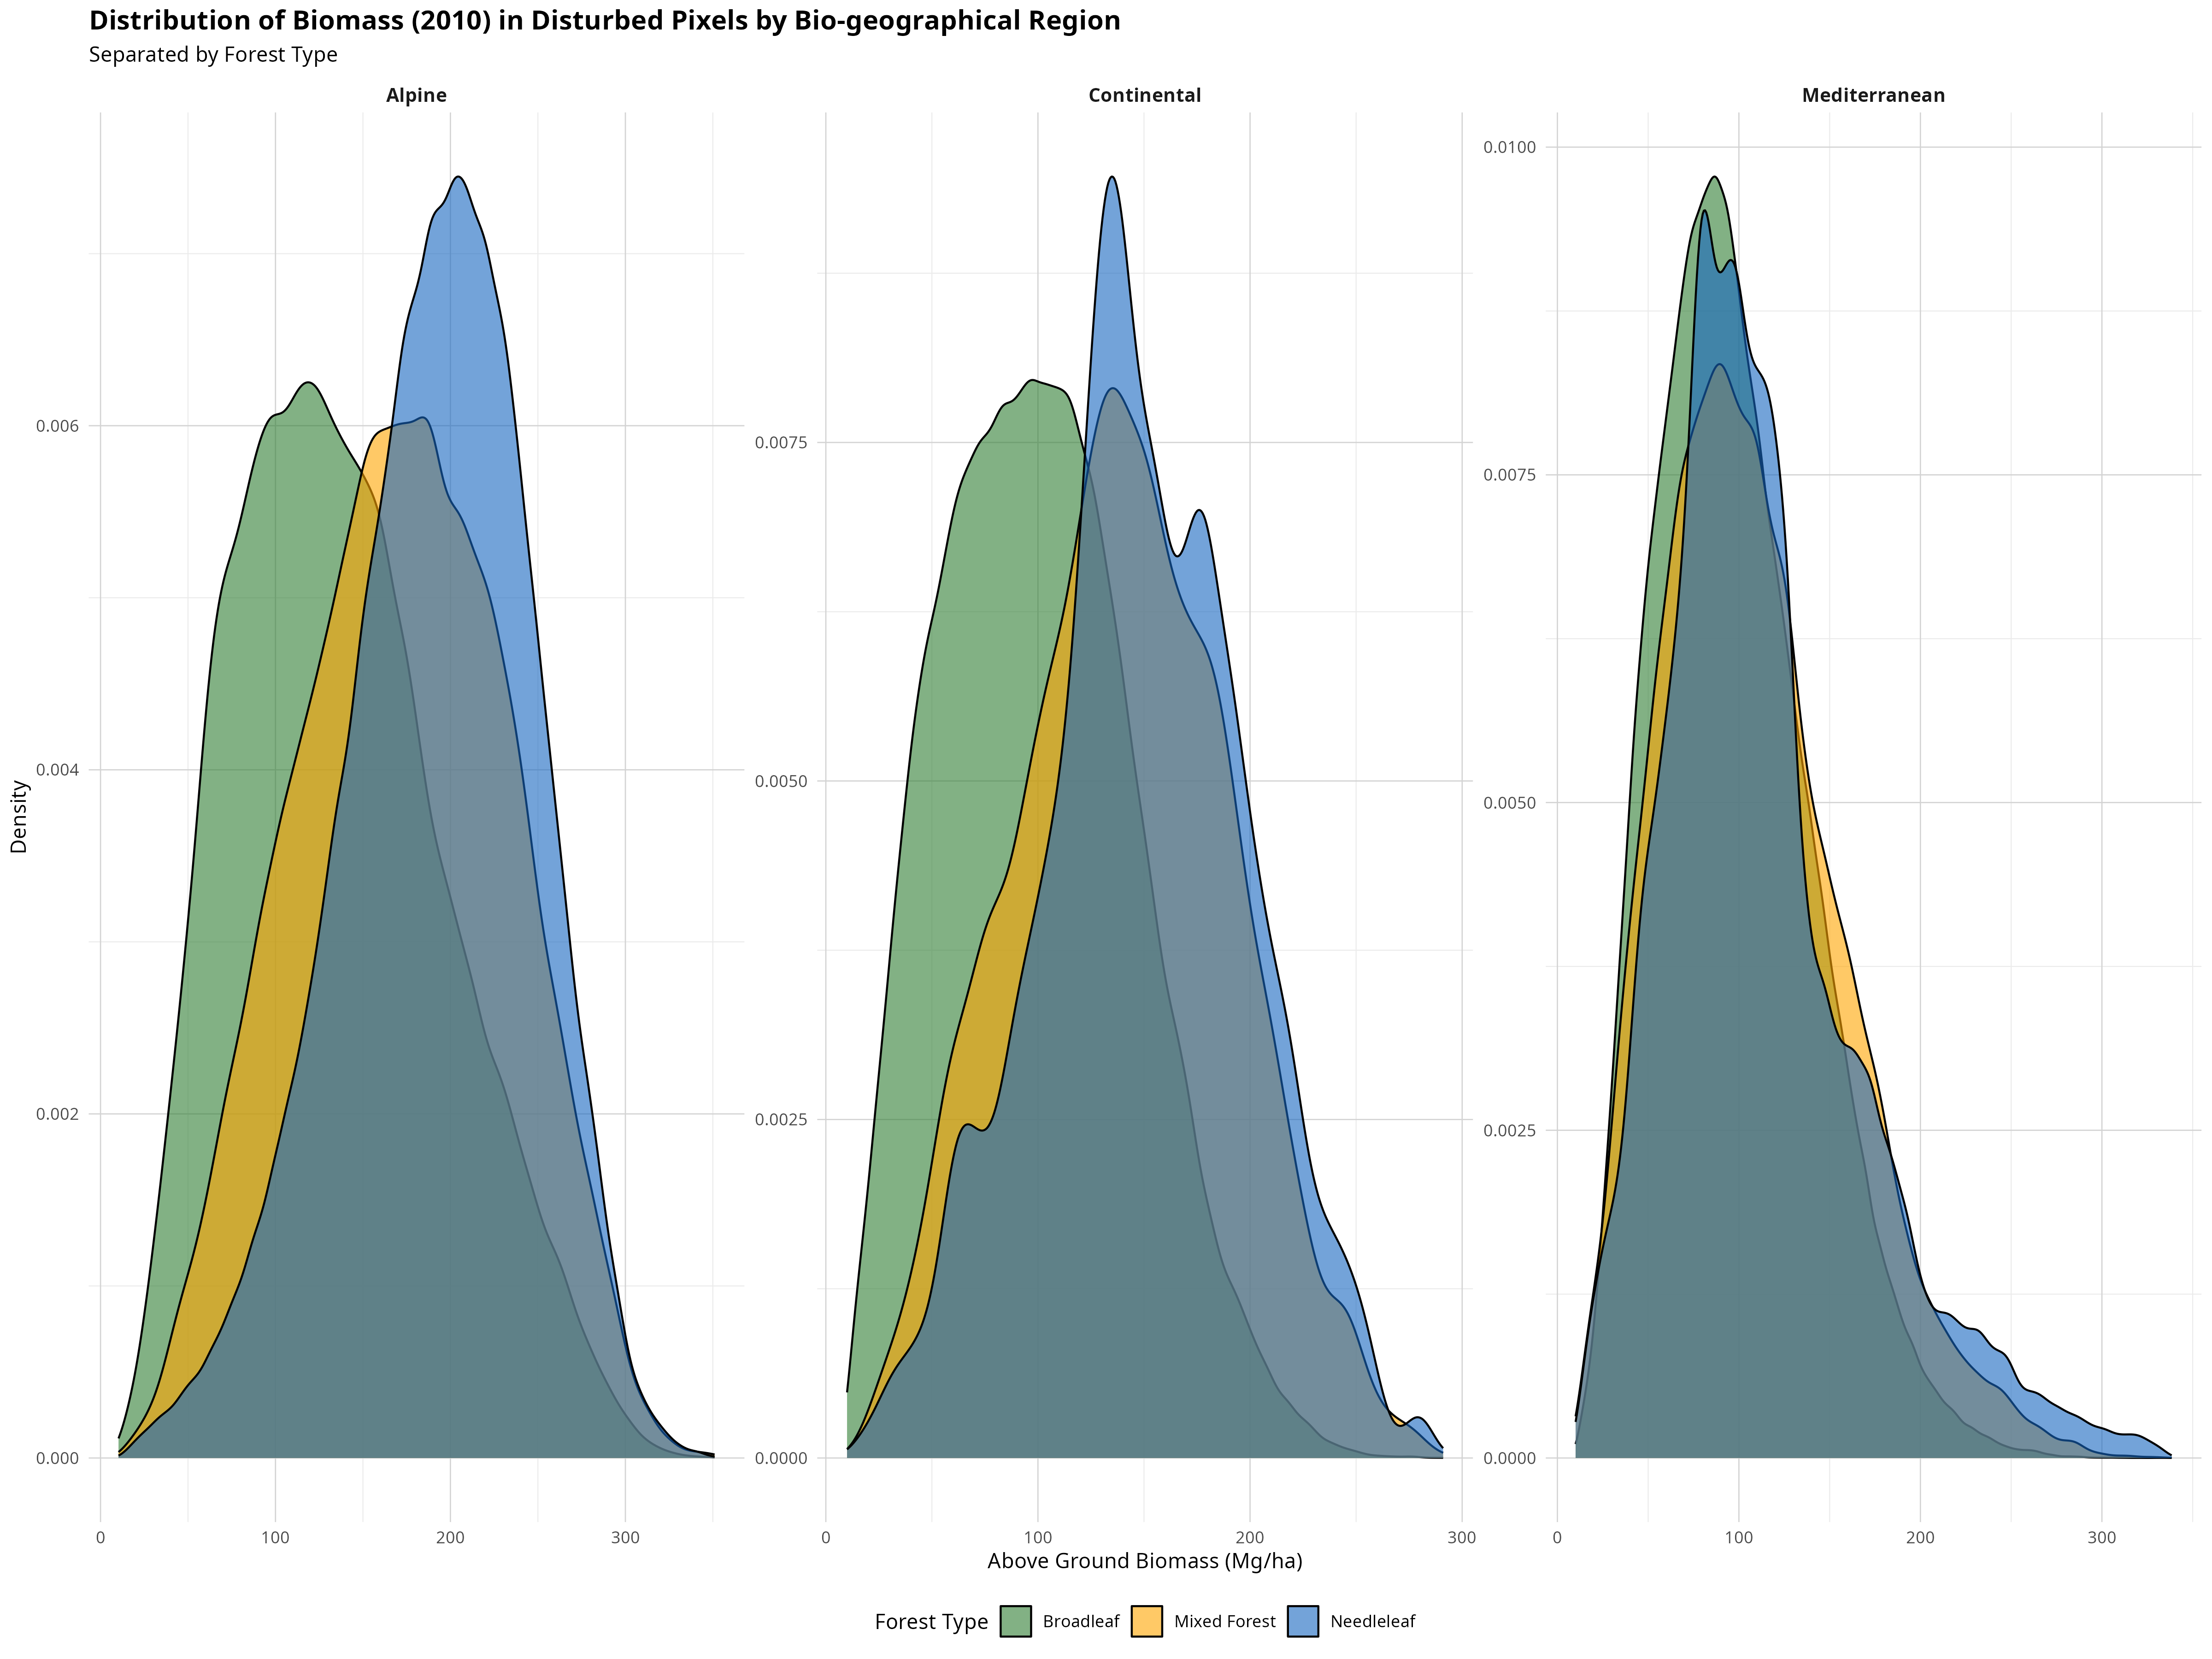 Distribution of Biomass (2010) in Disturbed Pixels by Bio-geographical Region
Separated by Forest Type
Alpine
Continental
Mediterranean
Density
0.006
0.004
0.002
0.000
0.0075
0.0050
0.0025
0.0000
0.0100
0.0075
0.0050
0.0025
0.0000
0 100 200 300
0 100 200 300
0 100 200 300
Above Ground Biomass (Mg/ha)
Forest Type Broadleaf Mixed Forest Needleleaf